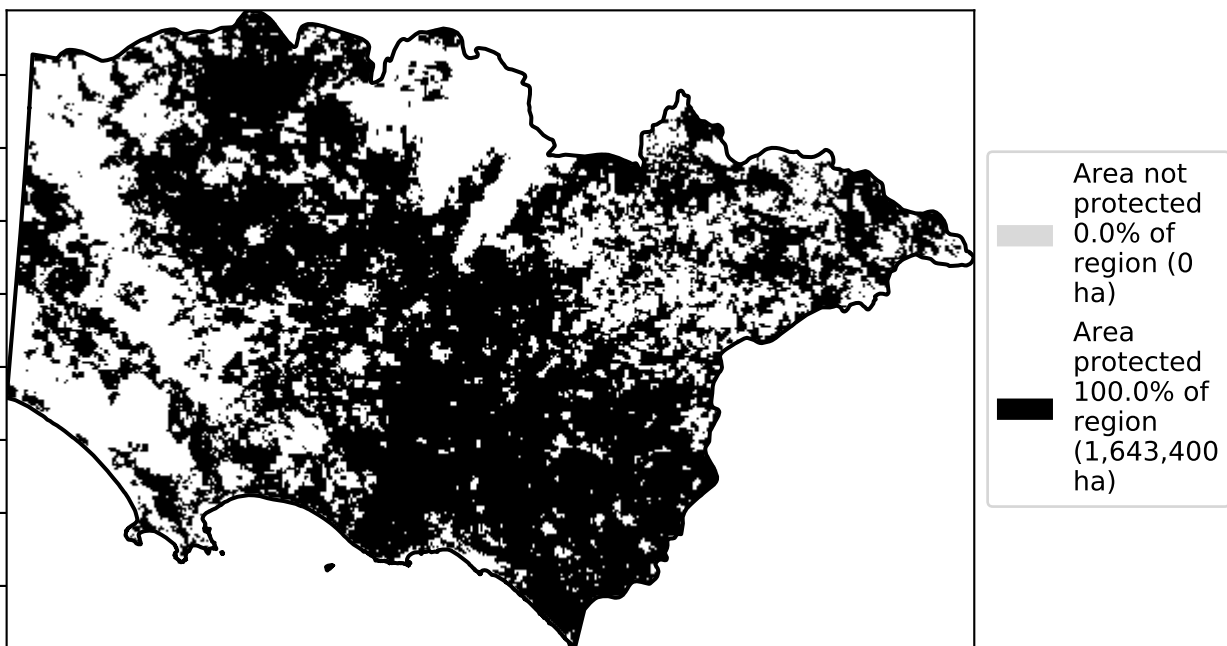 Area not
protected
0.0% of
region (0
ha)
Area
protected
100.0% of
region
(1,643,400
ha)